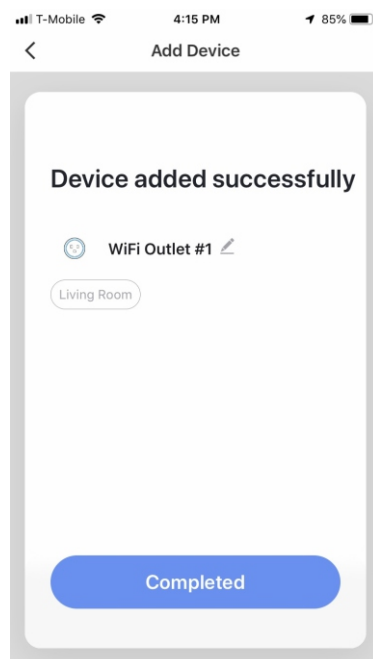 T-Mobile 4:15 PM 85%
Add Device
Device added successfully
WiFi Outlet #1
Living Room
Completed